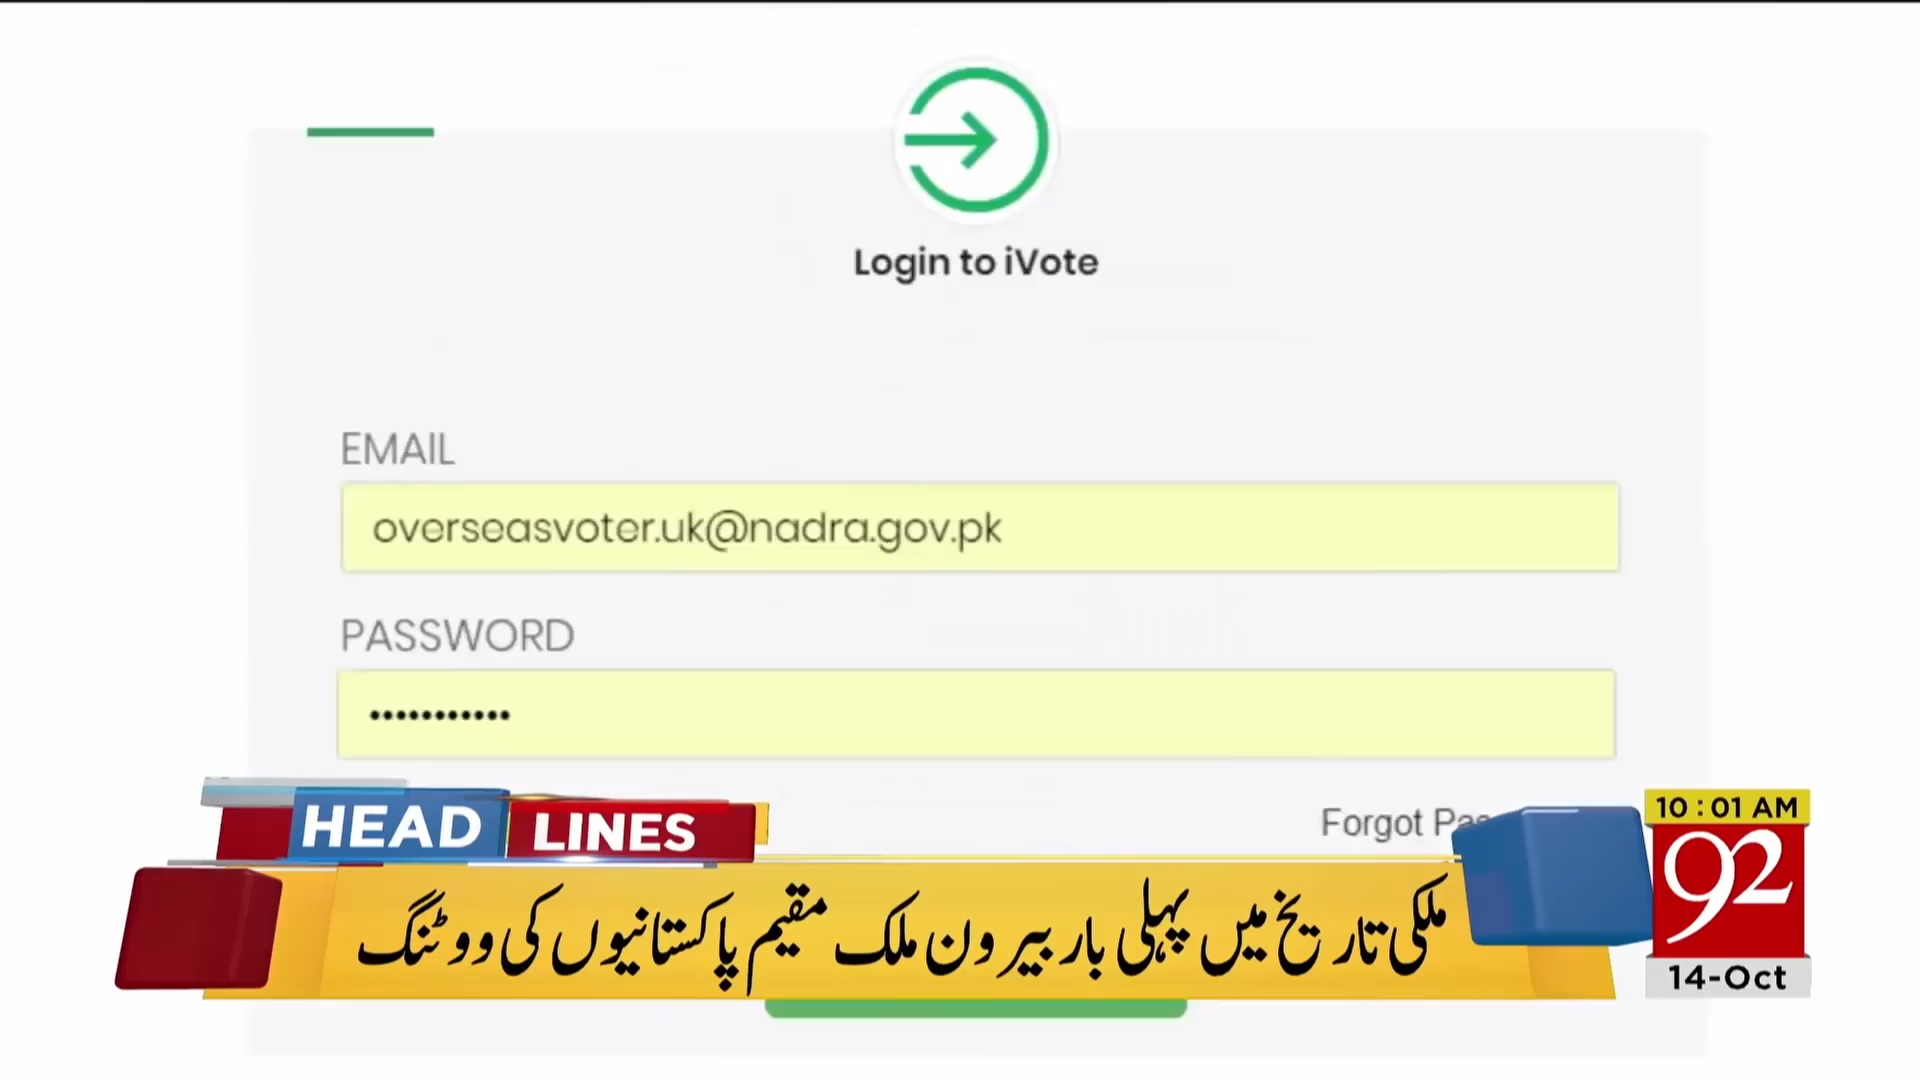 Login to iVote
EMAIL
overseasvoter.uk@nadra.gov.pk
PASSWORD
•••••••••••
Forgot
HEAD LINES
ملکی تاریخ میں پہلی بار بیرون ملک مقیم پاکستانیوں کی ووٹنگ
10:01 AM
92
14-Oct